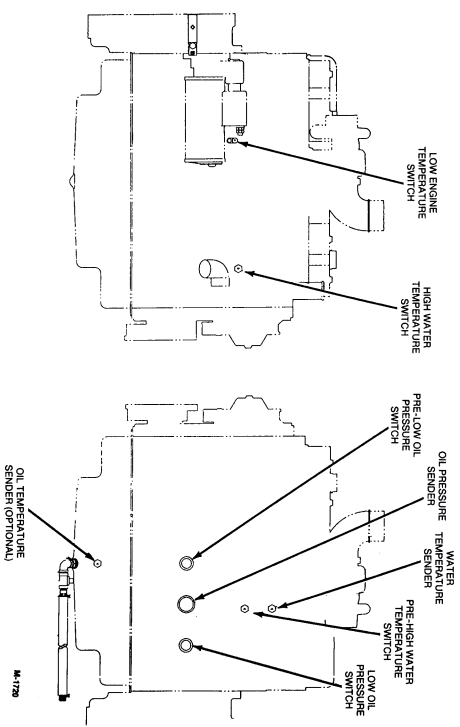 LOW ENGINE
TEMPERATURE
SWITCH
HIGH WATER
TEMPERATURE
SWITCH
PRE-LOW OIL
PRESSURE
SWITCH
OIL PRESSURE
SENDER
WATER
TEMPERATURE
SENDER
PRE-HIGH WATER
TEMPERATURE
SWITCH
LOW OIL
PRESSURE
SWITCH
OIL TEMPERATURE
SENDER (OPTIONAL)
M-1720